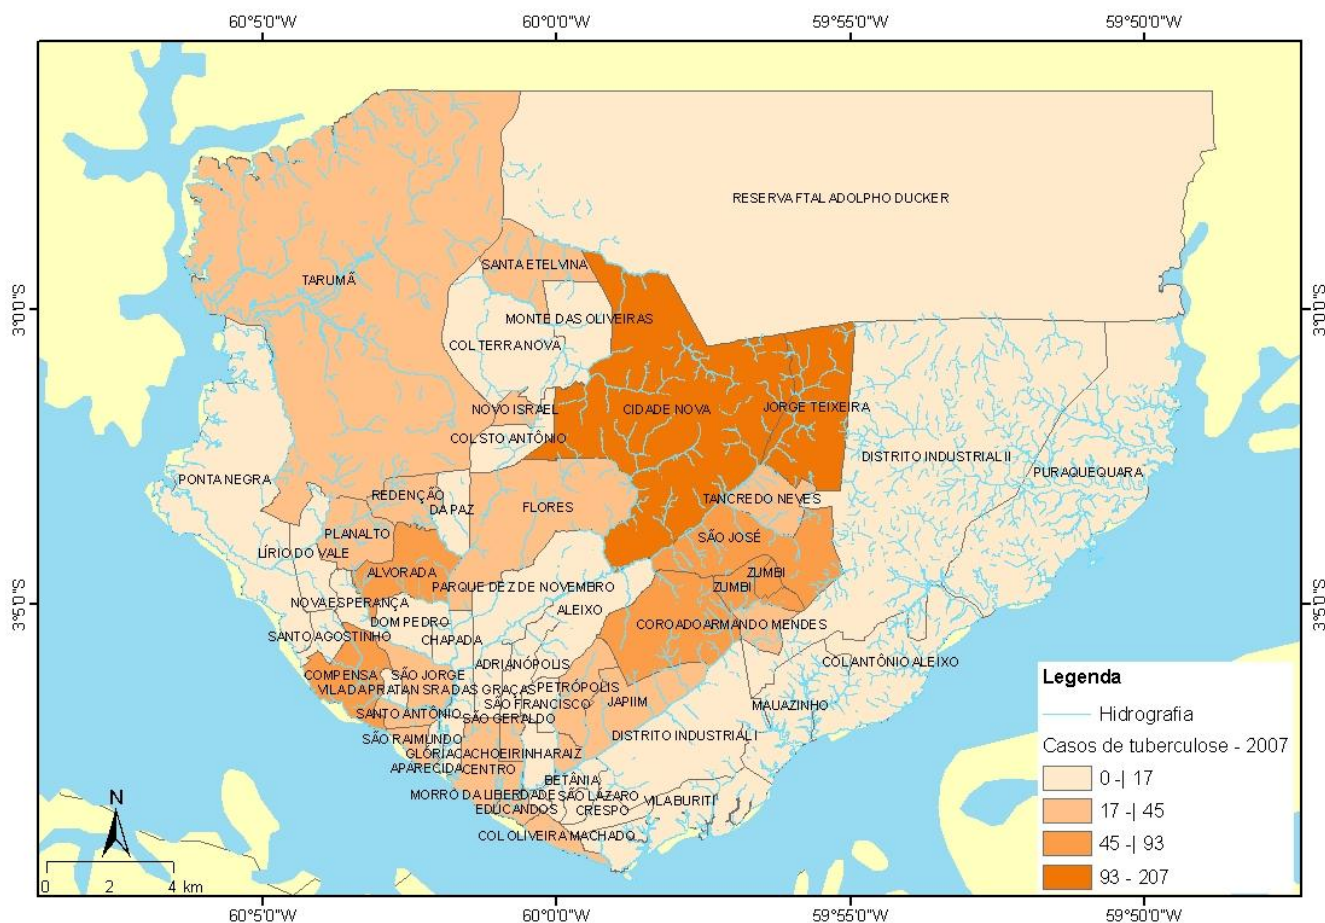 60°5'0"W 60°0'0"W 59°55'0"W 59°50'0"W
RESERVA FTAL ADOLPHO DUCKER
SANTA ETELVINA
TARUMÃ
3°0'0"S 3°0'0"S
MONTE DAS OLIVEIRAS
COL TERRA NOVA
NOVO ISRAEL CIDADE NOVA JORGE TEIXEIRA
COL STO ANTÔNIO
DISTRITO INDUSTRIAL II
PURAQUEQUARA
PONTA NEGRA
REDENÇÃO TANCREDO NEVES
DA PAZ FLORES
PLANALTO SÃO JOSÉ
LÍRIO DO VALE
ALVORADA ZUMBI
PARQUE DEZ DE NOVEMBRO ZUMBI
NOVA ESPERANÇA ALEIXO
3°5'0"S 3°5'0"S
DOM PEDRO COROADO ARMANDO MENDES
SANTO AGOSTINHO CHAPADA
ADRIANÓPOLIS COL ANTÔNIO ALEIXO
COMPENSA SÃO JORGE
VILA DA PRATA NSRA DAS GRAÇAS PETRÓPOLIS
SÃO FRANCISCO JAPIIM MAUAZINHO
SANTO ANTÔNIO SÃO GERALDO
SÃO RAIMUNDO DISTRITO INDUSTRIAL I
GLÓRIA CACHOEIRINHA RAIZ
APARECIDA CENTRO
BETÂNIA
MORRO DA LIBERDADE SÃO LÁZARO VILA BURITI
EDUCANDOS CRESPO
COL OLIVEIRA MACHADO
Legenda
Hidrografia
Casos de tuberculose - 2007
0 -| 17
17 -| 45
45 -| 93
93 - 207
N
0 2 4 km
60°5'0"W 60°0'0"W 59°55'0"W 59°50'0"W